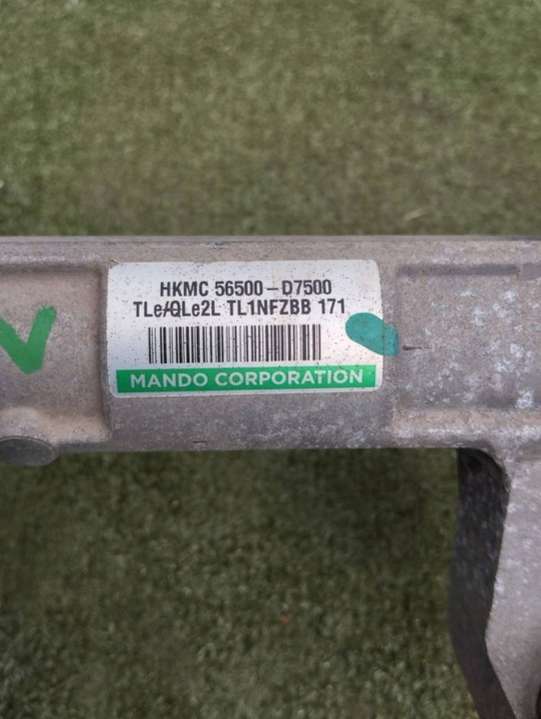 HKMC 56500-D7500
TLe/QLe2L TL1NFZBB 171
MANDO CORPORATION
V